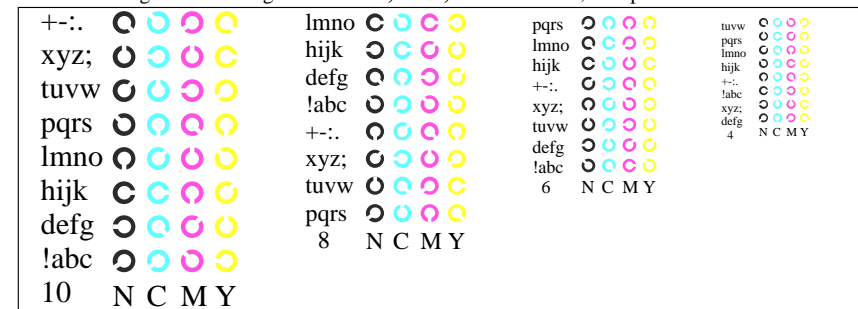 +-:.
xyz;
tuvw
pqrs
lmno
hijk
defg
!abc
10 N C M Y
lmno
hijk
defg
!abc
+-:.
xyz;
tuvw
pqrs
8 N C M Y
pqrs
lmno
hijk
+-:.
xyz;
tuvw
defg
!abc
6 N C M Y
tuvw
pqrs
lmno
hijk
+-:.
!abc
xyz;
defg
4 N C M Y